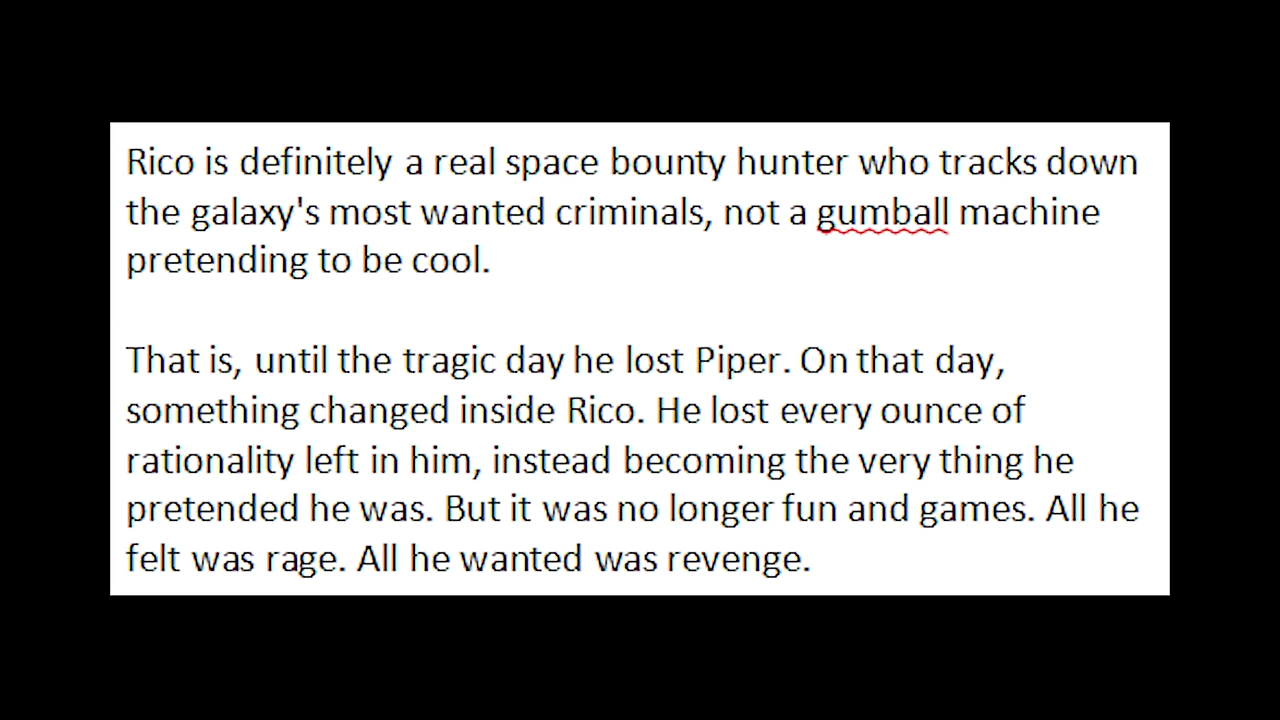 Rico is definitely a real space bounty hunter who tracks down
the galaxy's most wanted criminals, not a gumball machine
pretending to be cool.
That is, until the tragic day he lost Piper. On that day,
something changed inside Rico. He lost every ounce of
rationality left in him, instead becoming the very thing he
pretended he was. But it was no longer fun and games. All he
felt was rage. All he wanted was revenge.